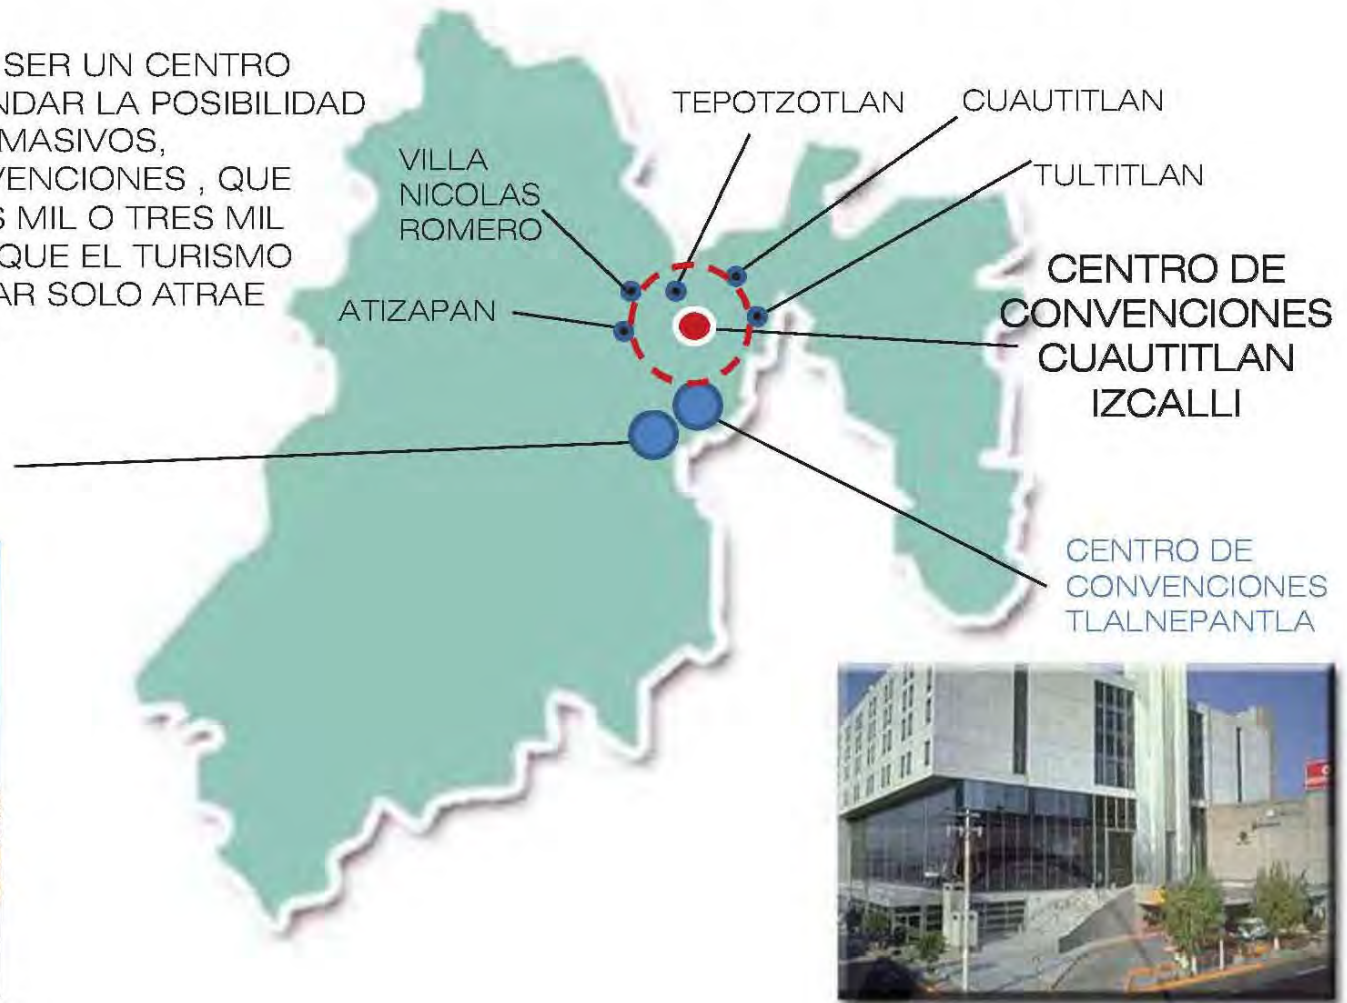 SER UN CENTRO
NDAR LA POSIBILIDAD
MASIVOS,
VENCIONES , QUE
S MIL O TRES MIL
QUE EL TURISMO
AR SOLO ATRAE
TEPOTZOTLAN
CUAUTITLAN
VILLA
NICOLAS
ROMERO
TULTITLAN
ATIZAPAN
CENTRO DE
CONVENCIONES
CUAUTITLAN
IZCALLI
CENTRO DE
CONVENCIONES
TLALNEPANTLA